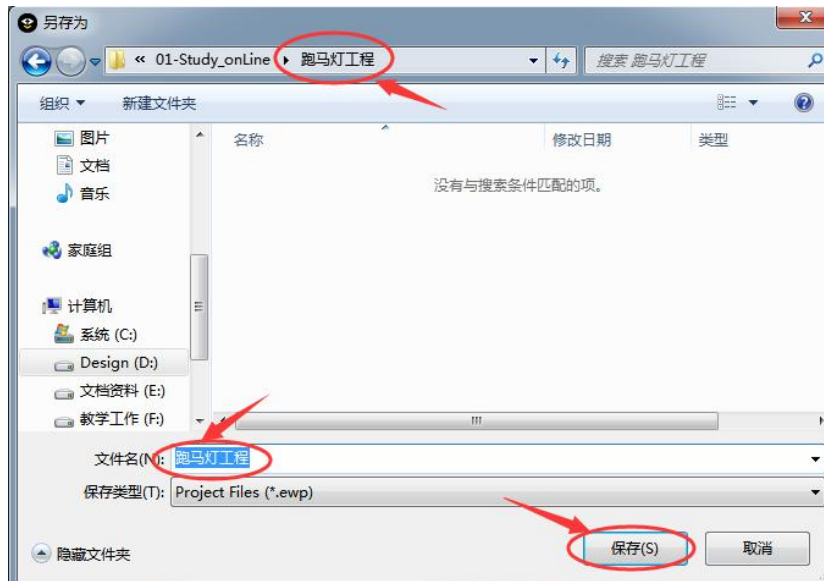 另存为
« 01-Study_onLine 跑马灯工程
搜索 跑马灯工程
组织 新建文件夹
名称 修改日期 类型
没有与搜索条件匹配的项。
图片
文档
音乐
家庭组
计算机
系统 (C:)
Design (D:)
文档资料 (E:)
教学工作 (F:)
文件名(N): 跑马灯工程
保存类型(T): Project Files (*.ewp)
隐藏文件夹 保存(S) 取消